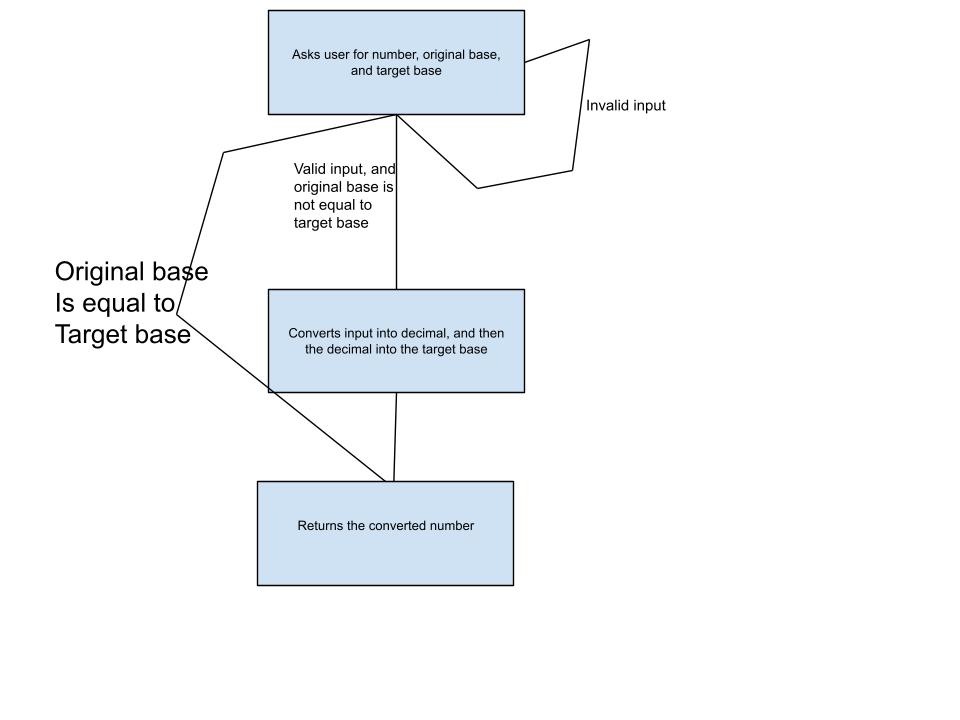 Asks user for number, original base,
and target base
Invalid input
Valid input, and
original base is
not equal to
target base
Original base
Is equal to
Target base
Converts input into decimal, and then
the decimal into the target base
Returns the converted number